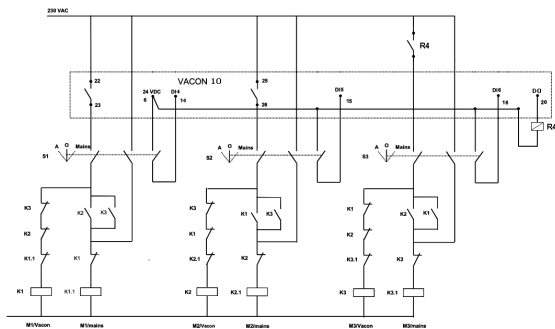 230 VAC
R4
22
VACON 10
24 VDC
DI4
25
DI5
DI6
DO
23
6
14
26
15
16
20
R4
A
O
Mains
S1
A
O
Mains
S2
A
O
Mains
S3
K3
K2
K3
K3
K1
K3
K1
K2
K1
K2
K2
K2
K1.1
K1
K2.1
K2
K3.1
K3
K1
K1.1
K2
K2.1
K3
K3.1
M1/Vacon
M1/mains
M2/Vacon
M2/mains
M3/Vacon
M3/mains